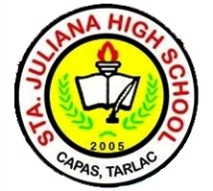 STA. JULIANA HIGH SCHOOL
2005
CAPAS, TARLAC